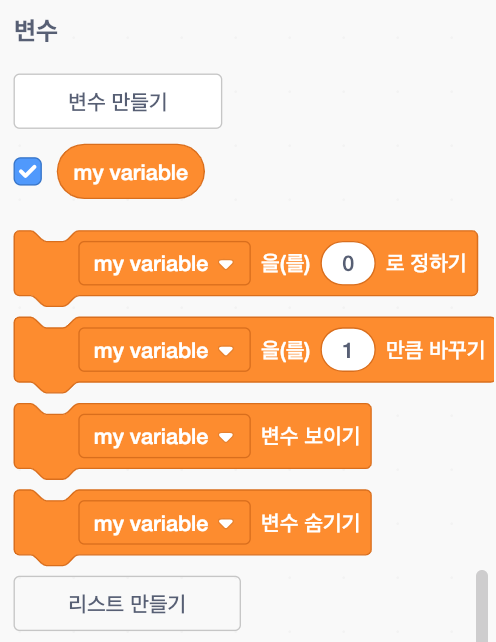 변수
변수 만들기
my variable
my variable 을(를) 0 로 정하기
my variable 을(를) 1 만큼 바꾸기
my variable 변수 보이기
my variable 변수 숨기기
리스트 만들기